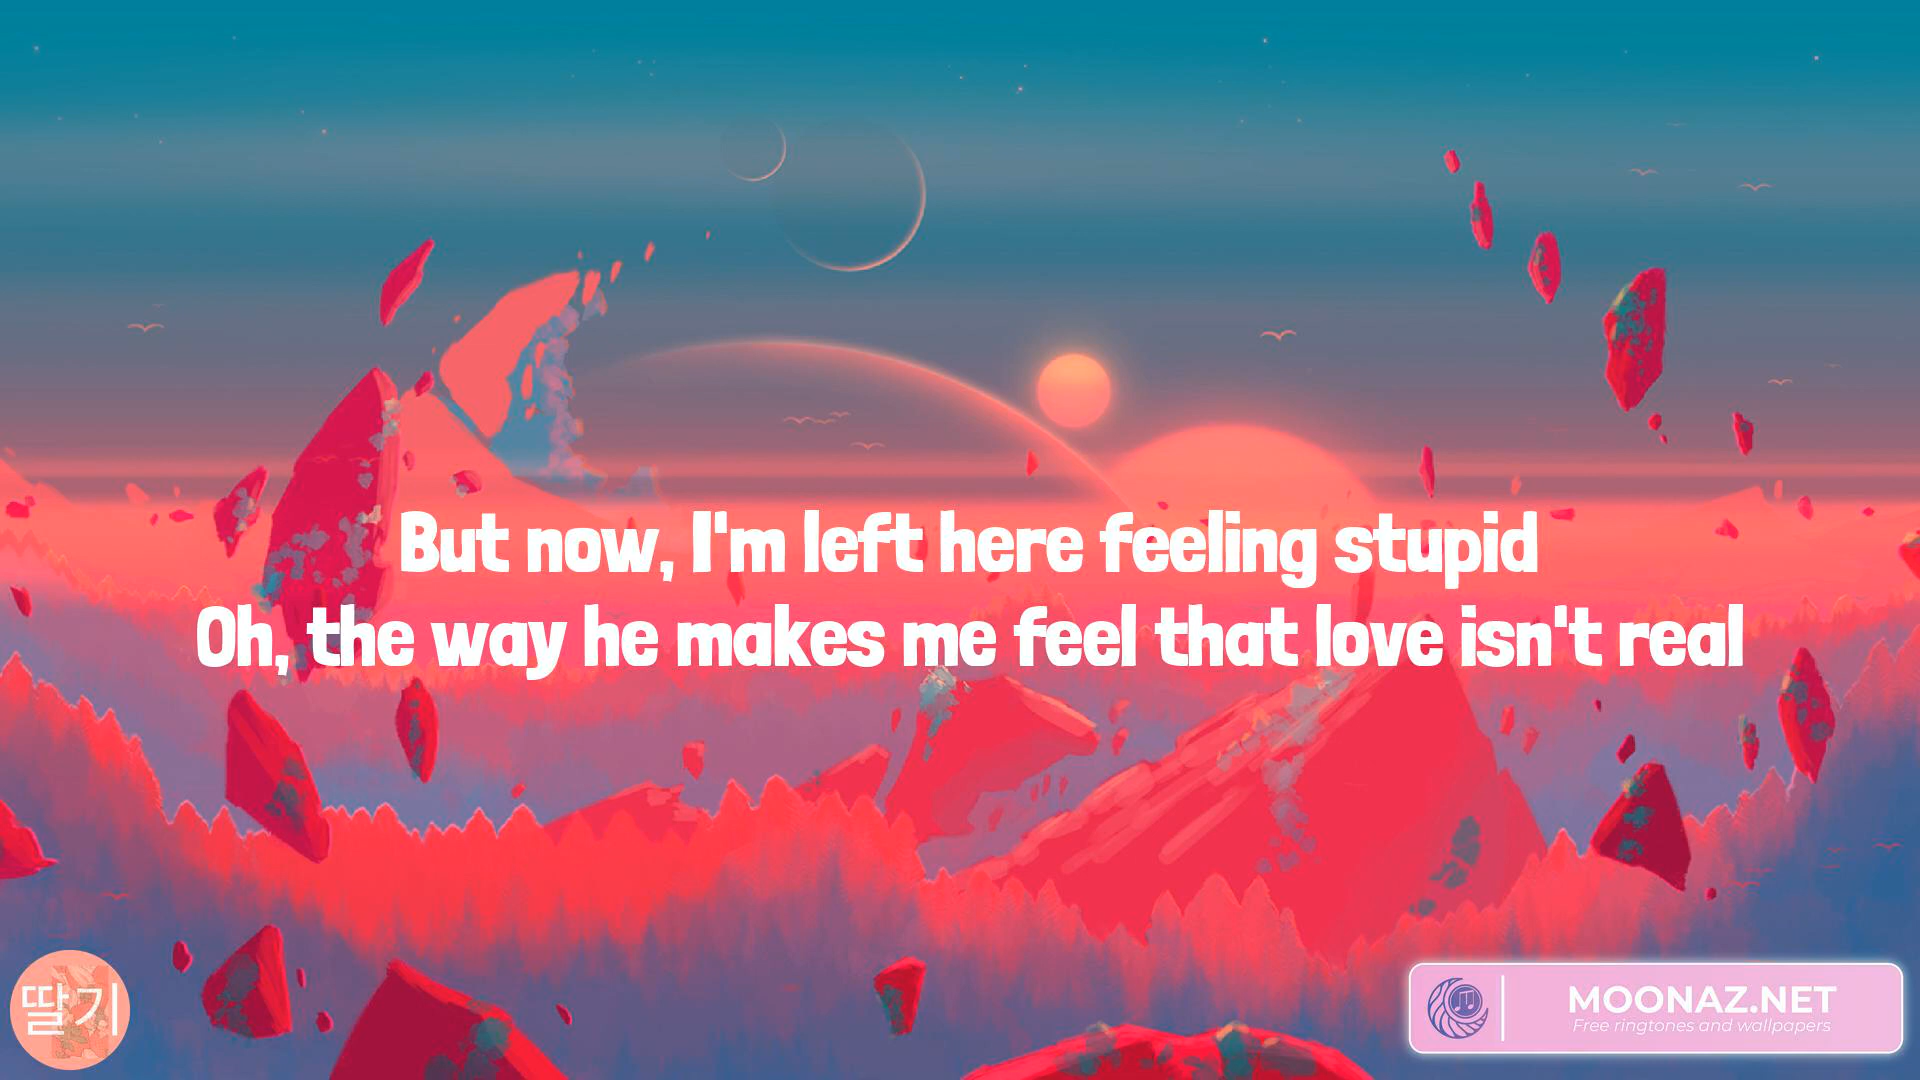 But now, I'm left here feeling stupid
Oh, the way he makes me feel that love isn't real
딸기
MOONAZ.NET
Free ringtones and wallpapers